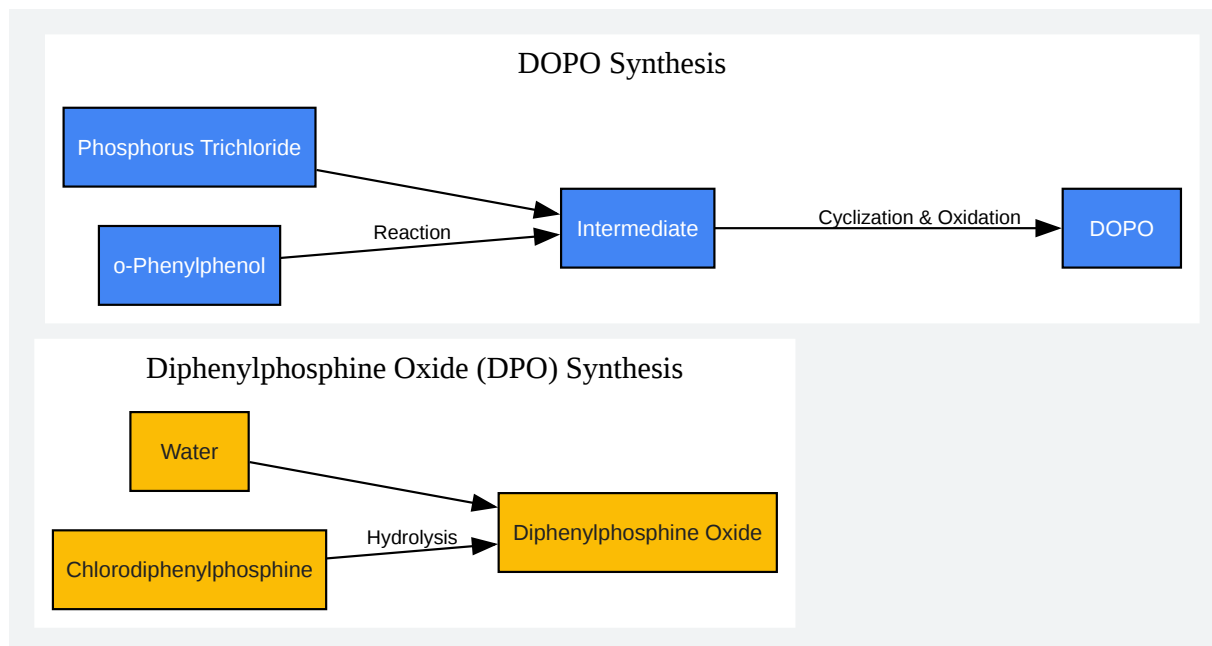 DOPO Synthesis
Phosphorus Trichloride
o-Phenylphenol
Reaction
Intermediate
Cyclization & Oxidation
DOPO
Diphenylphosphine Oxide (DPO) Synthesis
Water
Chlorodiphenylphosphine
Hydrolysis
Diphenylphosphine Oxide